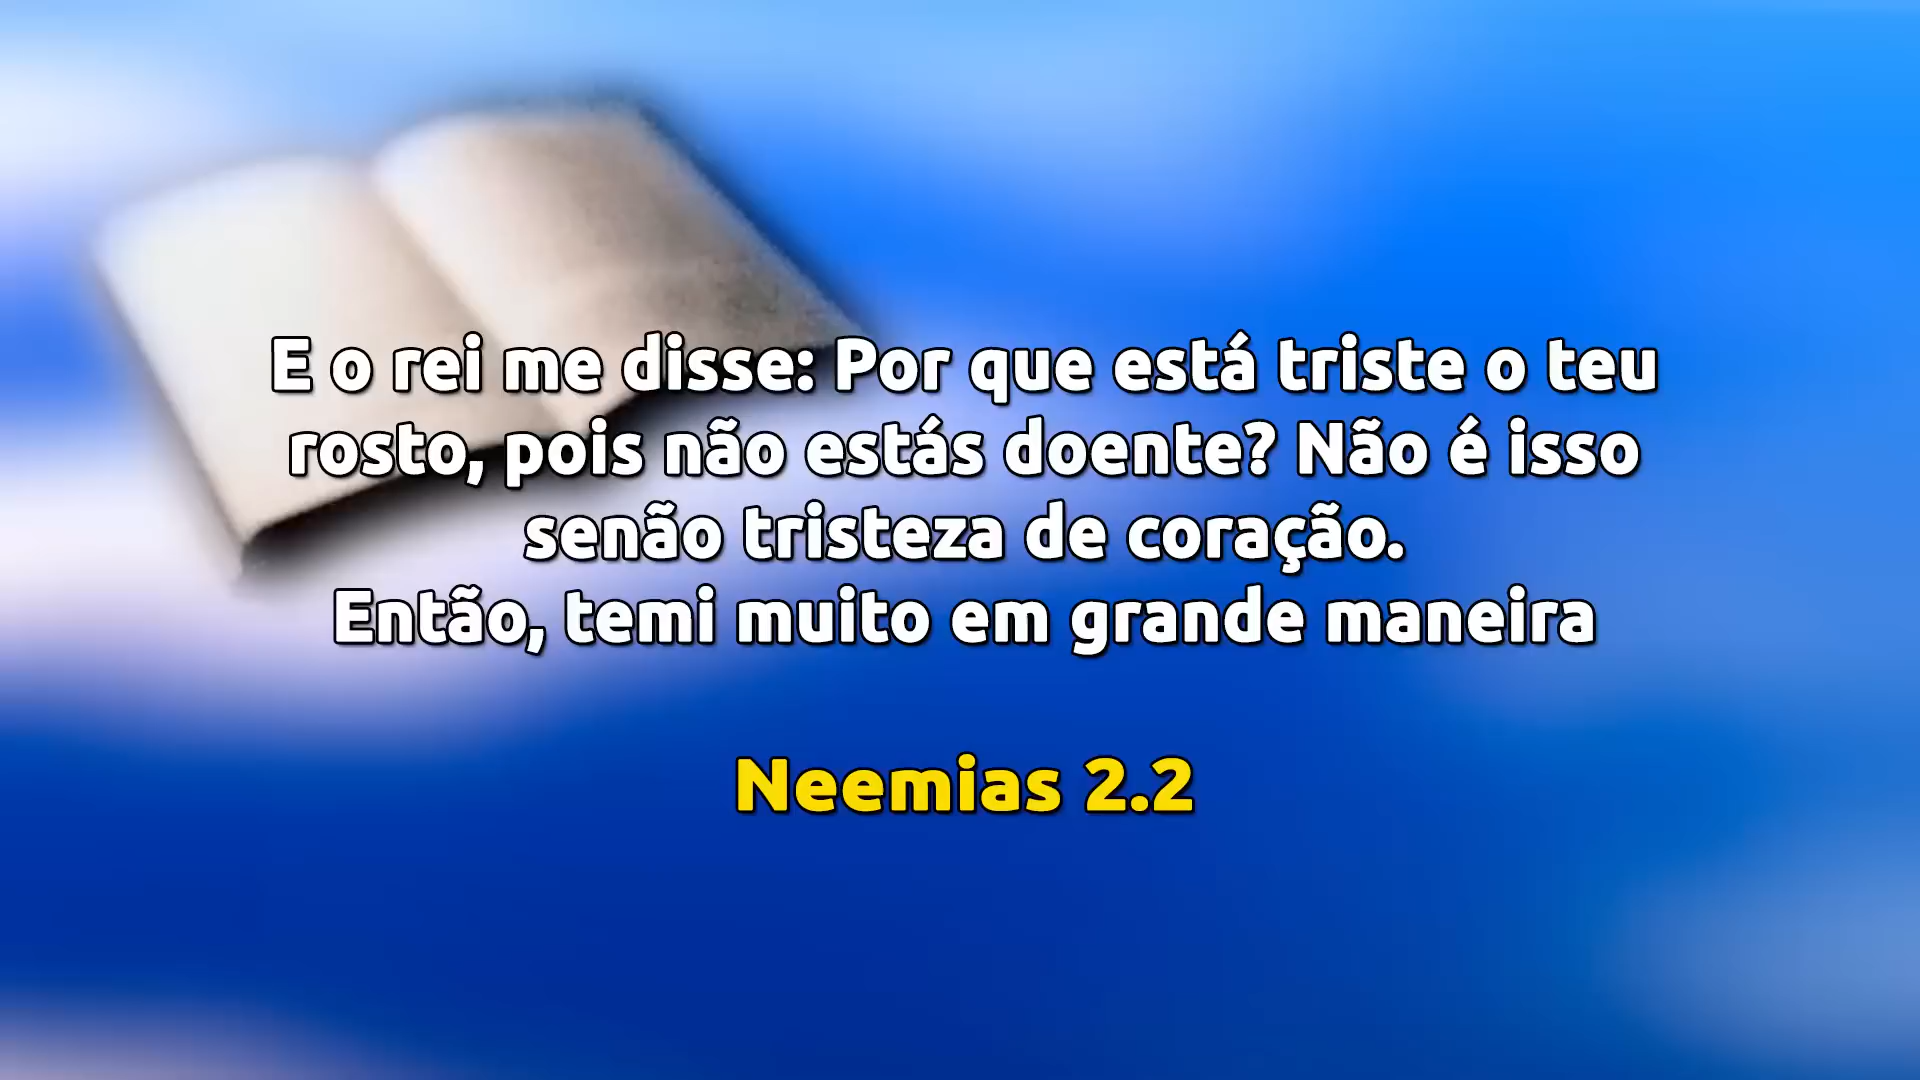 E o rei me disse: Por que está triste o teu
rosto, pois não estás doente? Não é isso
senão tristeza de coração.
Então, temi muito em grande maneira
Neemias 2.2